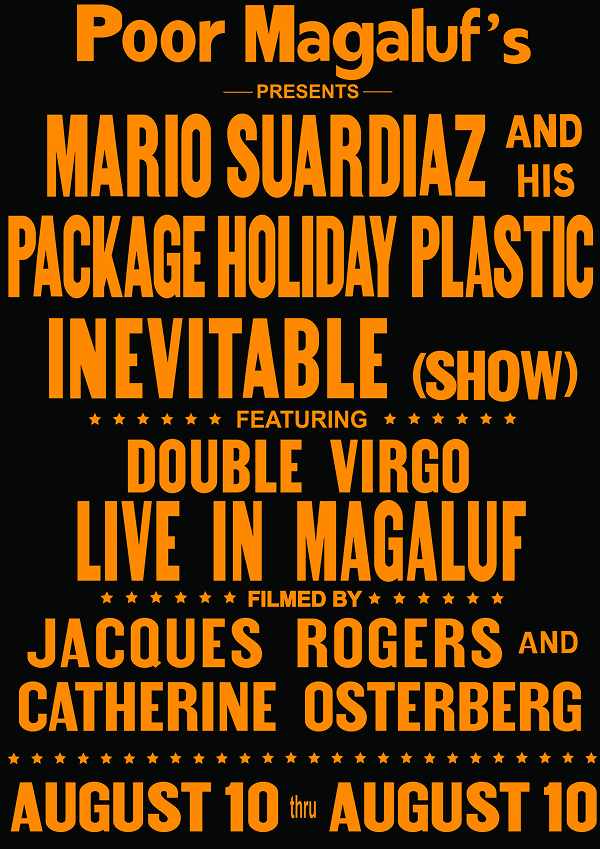 Poor Magaluf's
PRESENTS
MARIO SUARDIAZ AND HIS
PACKAGE HOLIDAY PLASTIC
INEVITABLE (SHOW)
FEATURING
DOUBLE VIRGO
LIVE IN MAGALUF
FILMED BY
JACQUES ROGERS AND
CATHERINE OSTERBERG
AUGUST 10 thru AUGUST 10